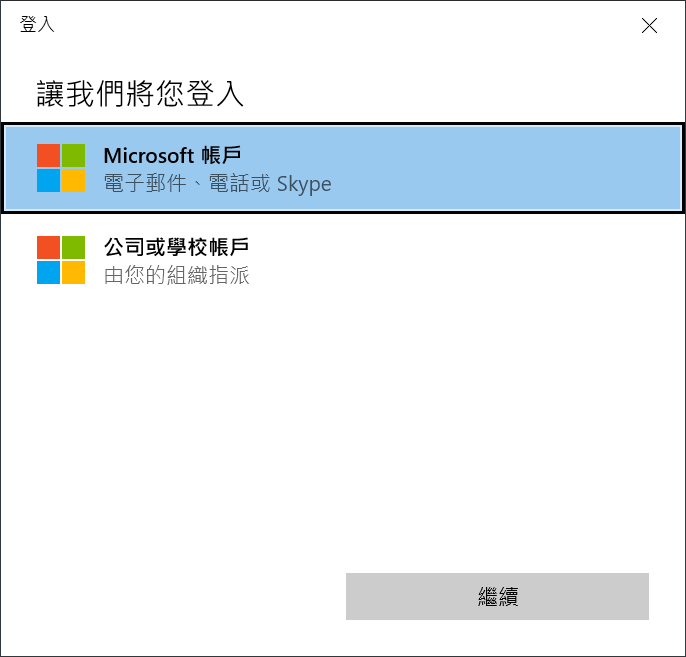 登入
讓我們將您登入
Microsoft 帳戶
電子郵件、電話或 Skype
公司或學校帳戶
由您的組織指派
繼續